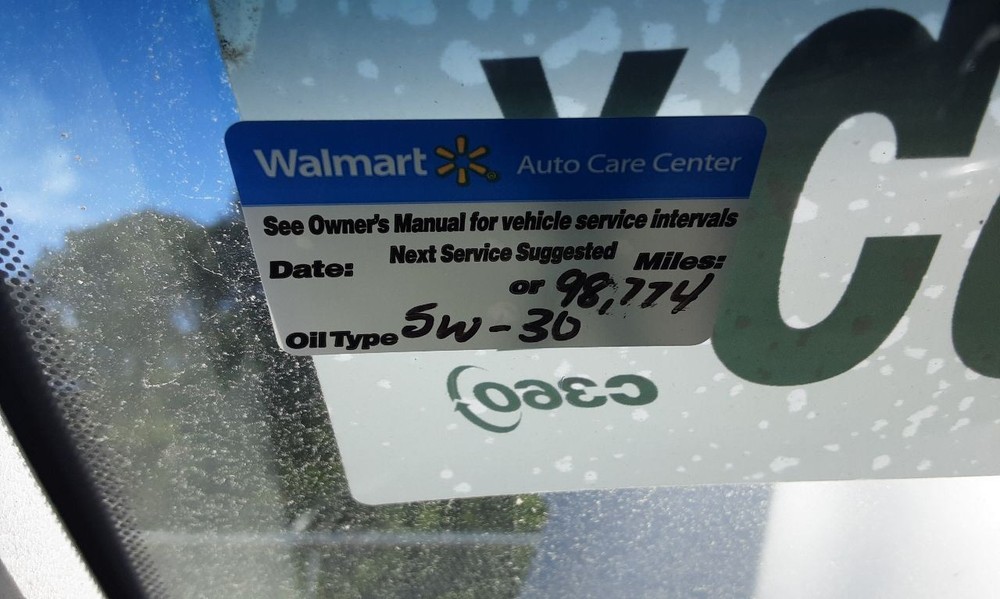 Walmart Auto Care Center
See Owner's Manual for vehicle service intervals
Next Service Suggested
Date: Miles:
or 98,774
Oil Type 5W-30
c360